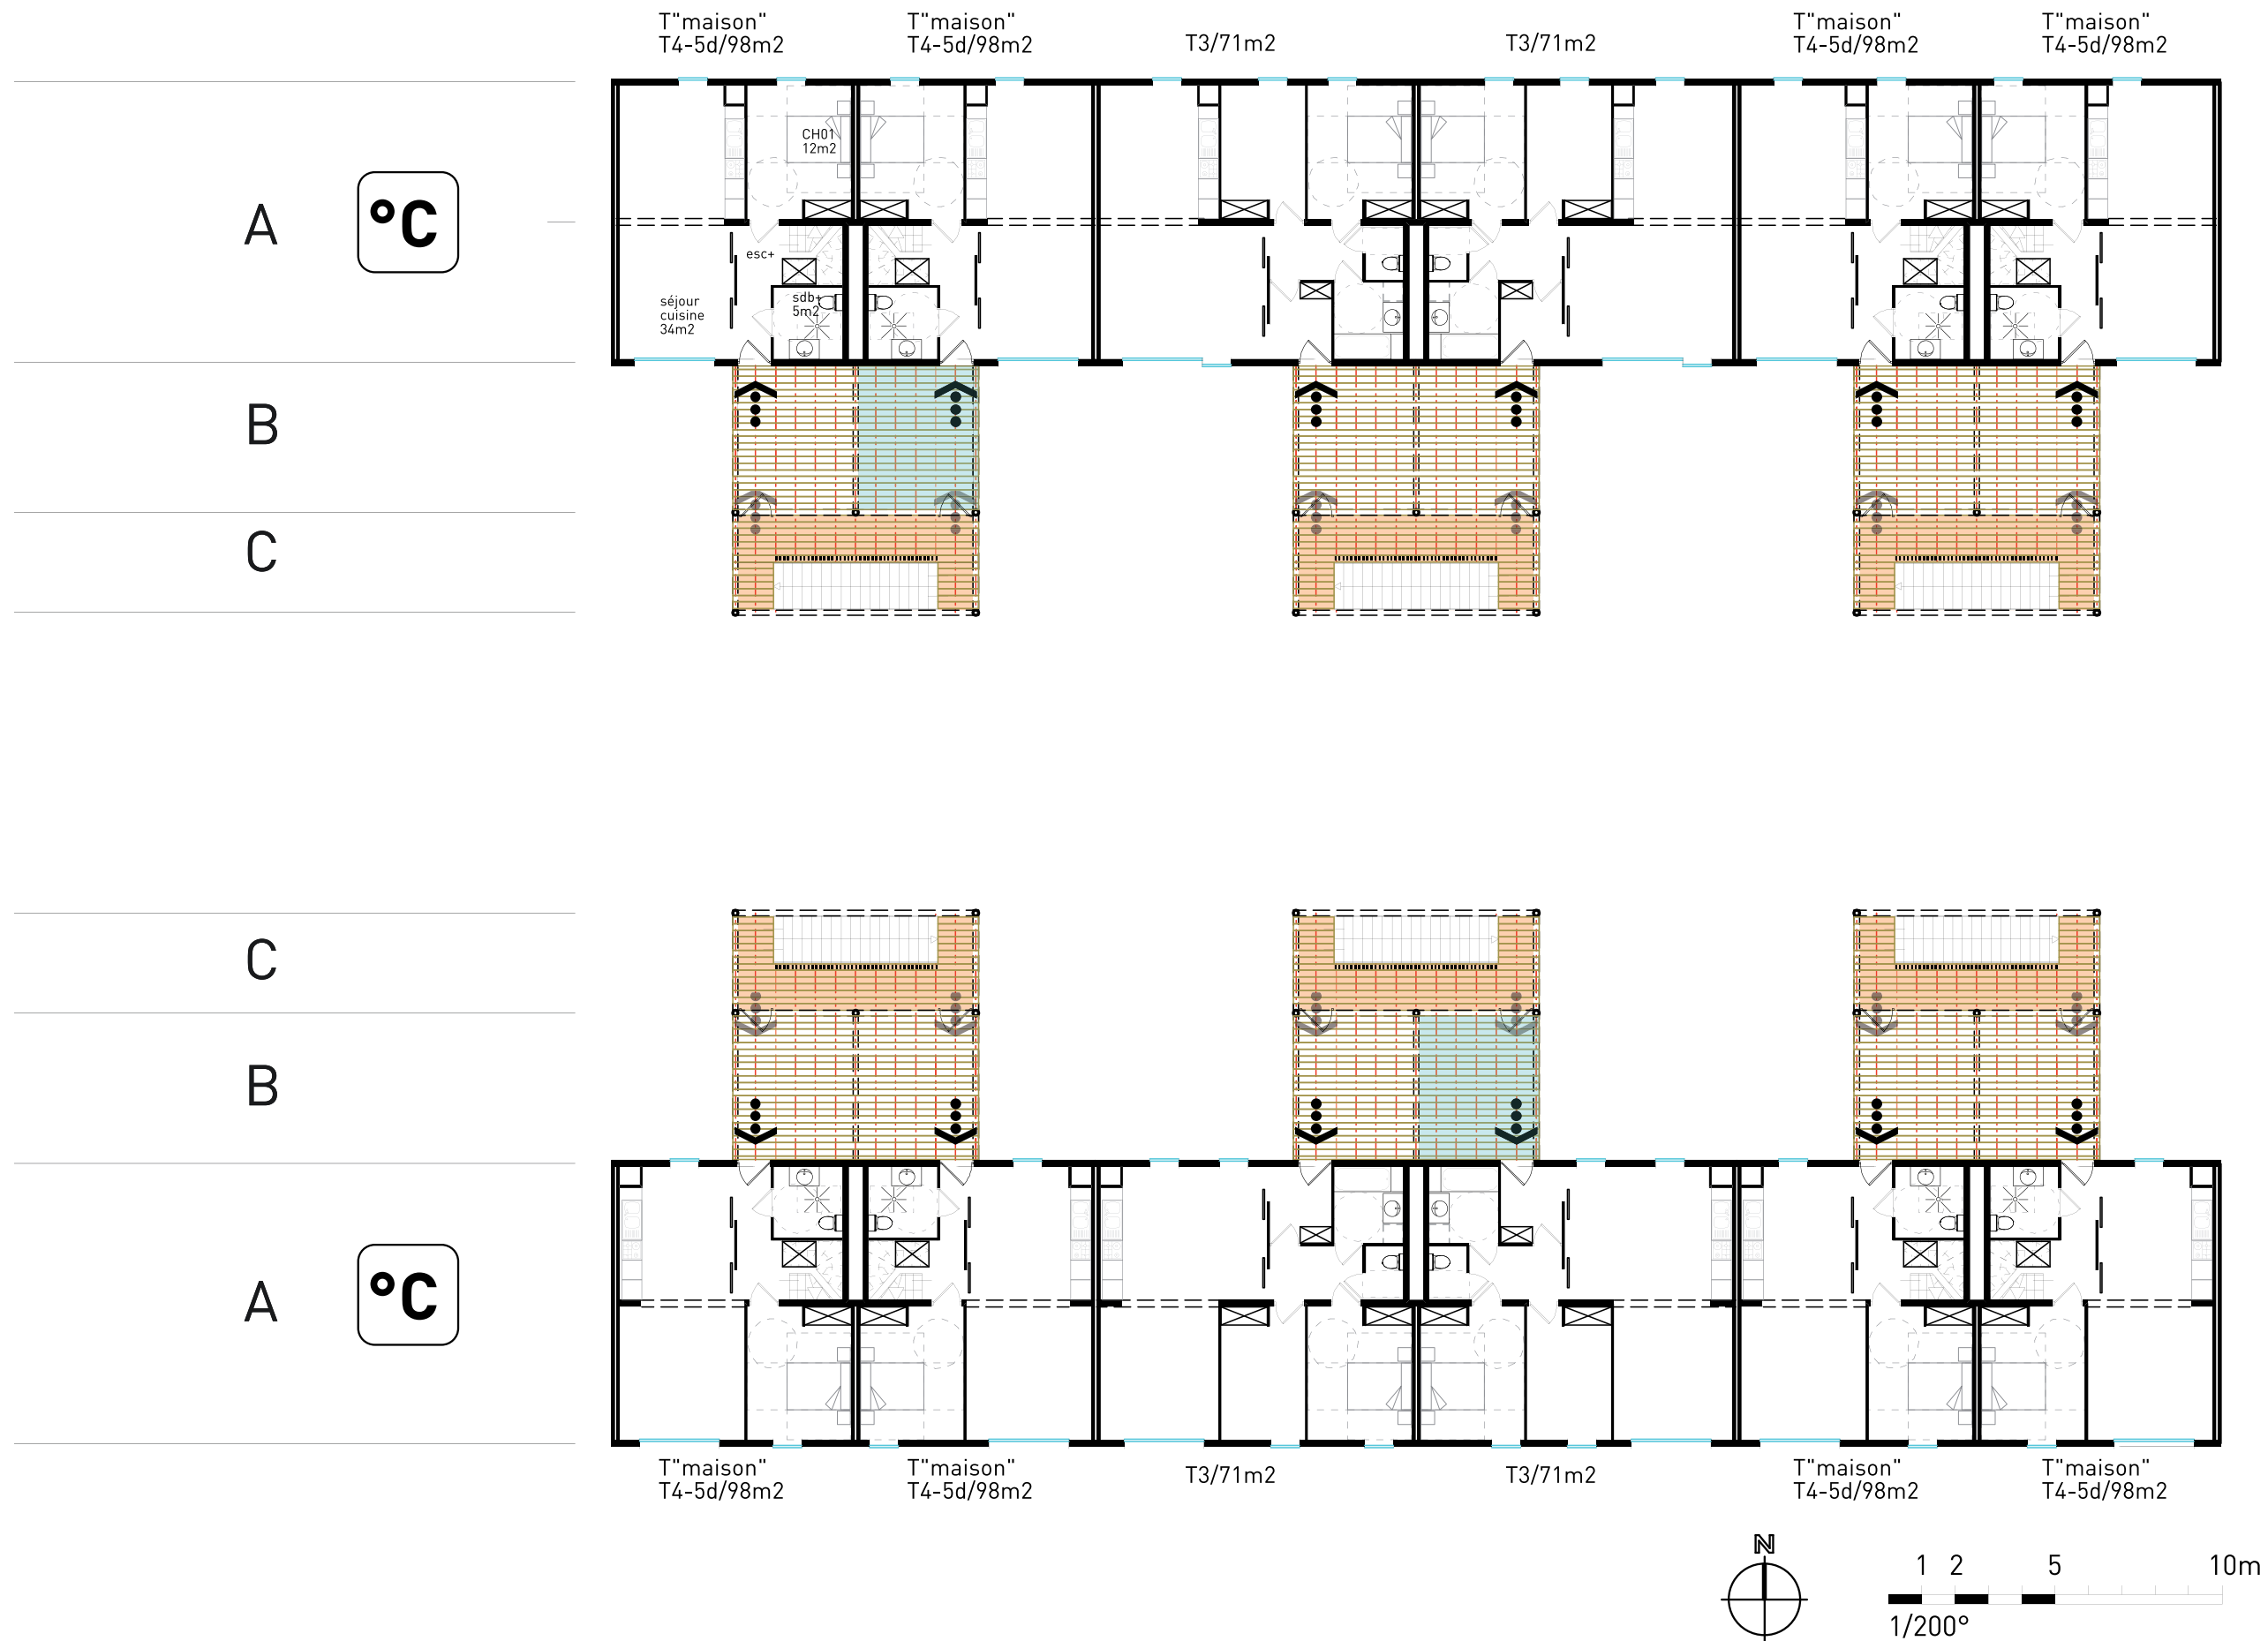 T"maison"
T4-5d/98m2
T"maison"
T4-5d/98m2
T3/71m2
T3/71m2
T"maison"
T4-5d/98m2
T"maison"
T4-5d/98m2
A
°C
CH01
12m2
esc+
séjour
cuisine
34m2
sdb+
5m2
B
C
C
B
A
°C
T"maison"
T4-5d/98m2
T"maison"
T4-5d/98m2
T3/71m2
T3/71m2
T"maison"
T4-5d/98m2
T"maison"
T4-5d/98m2
N
1 2 5 10m
1/200°